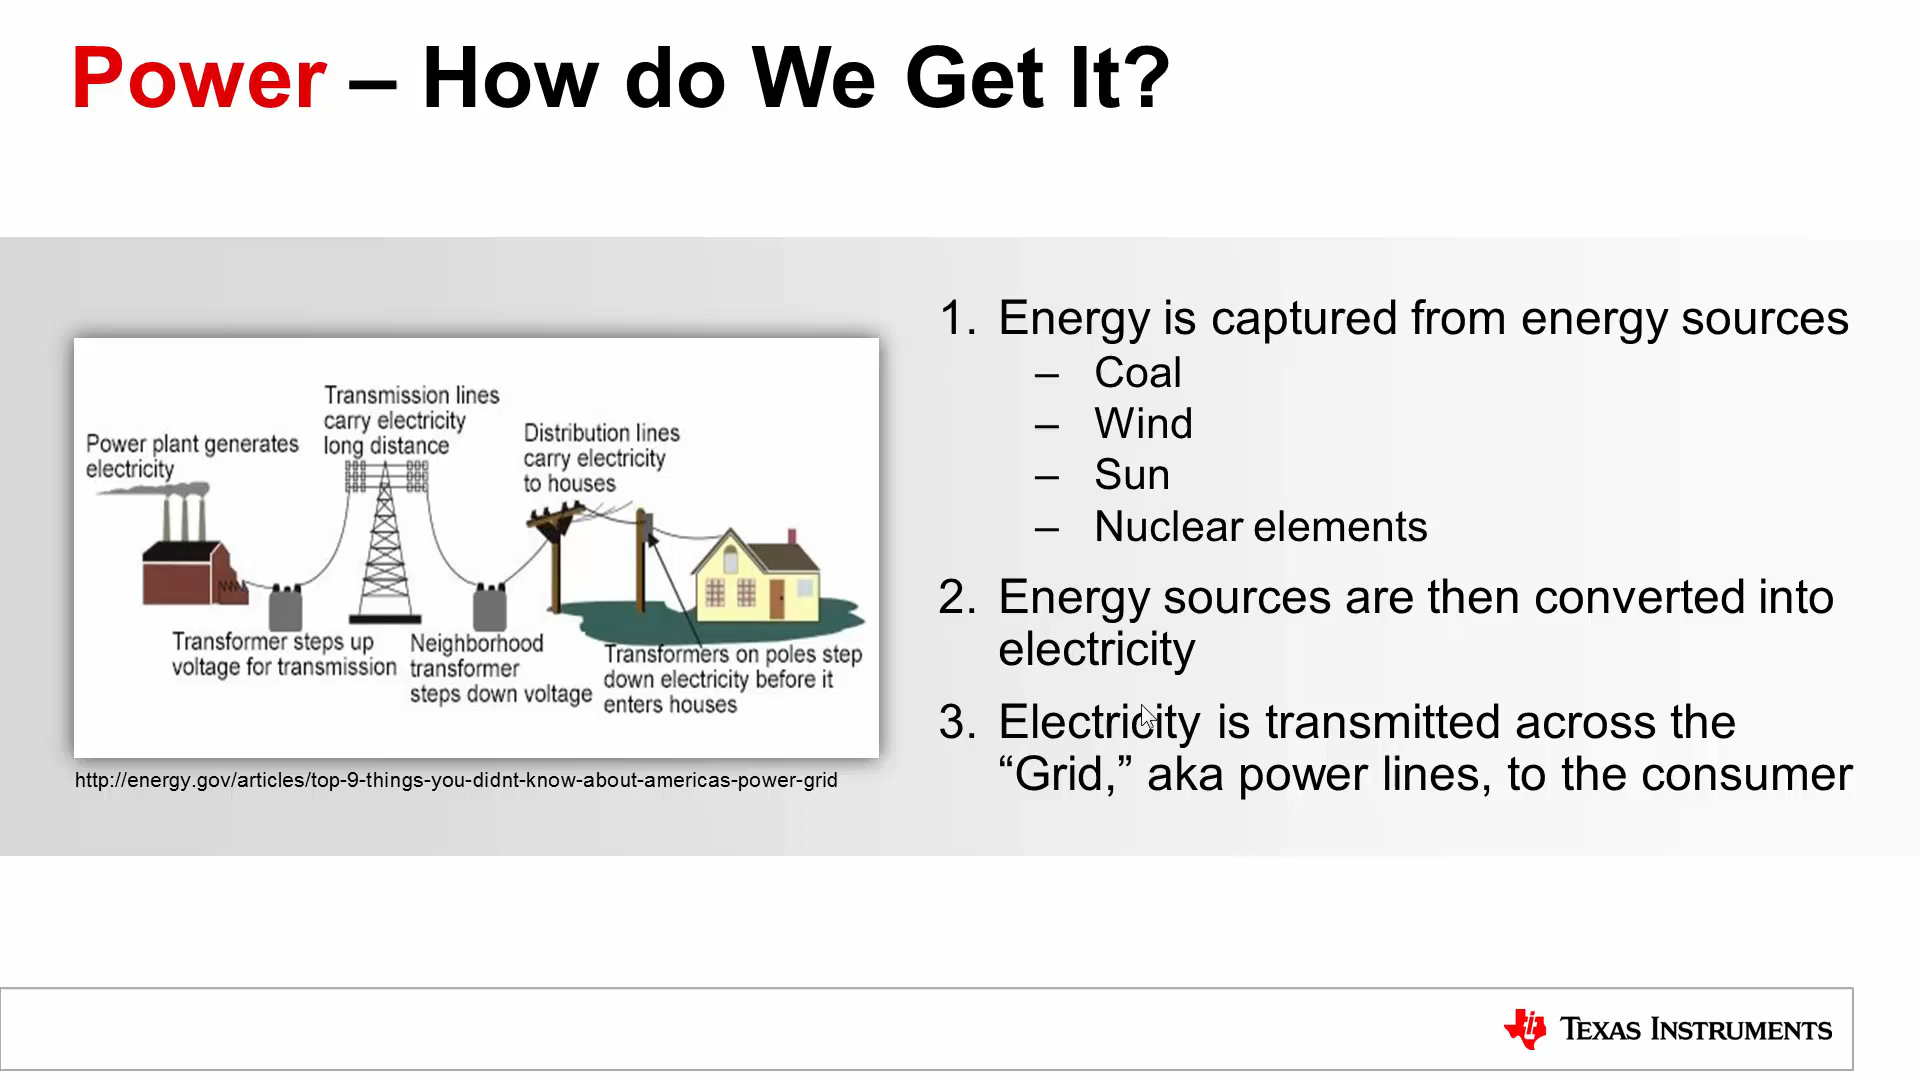 Power – How do We Get It?
Transmission lines
carry electricity
long distance
Power plant generates
electricity
Distribution lines
carry electricity
to houses
Transformer steps up
voltage for transmission
Neighborhood
transformer
steps down voltage
Transformers on poles step
down electricity before it
enters houses
http://energy.gov/articles/top-9-things-you-didnt-know-about-americas-power-grid
1. Energy is captured from energy sources
– Coal
– Wind
– Sun
– Nuclear elements
2. Energy sources are then converted into
electricity
3. Electricity is transmitted across the
“Grid,” aka power lines, to the consumer
TEXAS INSTRUMENTS